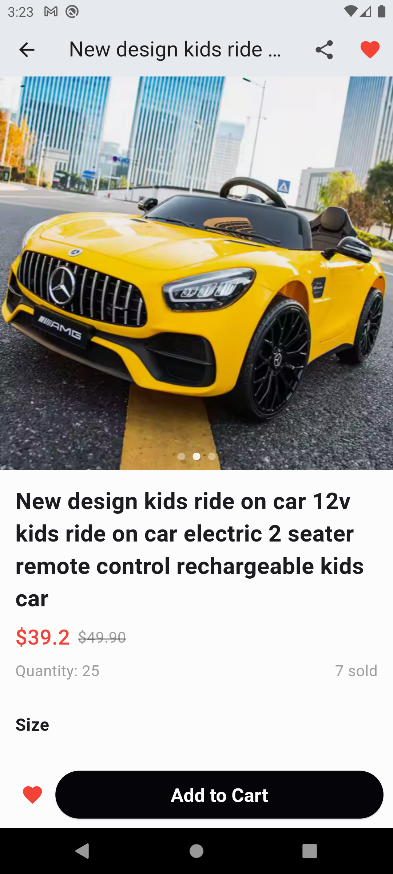 3:23
New design kids ride ...
AMG
New design kids ride on car 12v
kids ride on car electric 2 seater
remote control rechargeable kids
car
$39.2 $49.90
Quantity: 25 7 sold
Size
Add to Cart